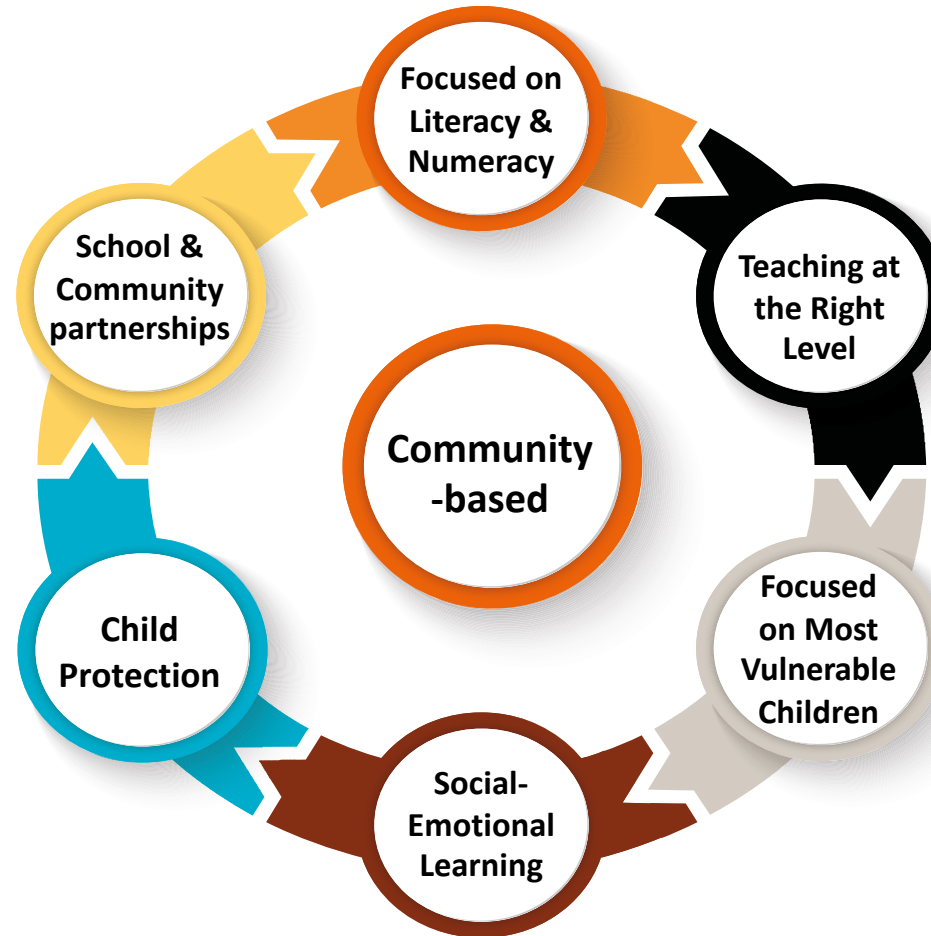 Focused on
Literacy &
Numeracy
Teaching at
the Right
Level
Focused
on Most
Vulnerable
Children
Social-
Emotional
Learning
Child
Protection
School &
Community
partnerships
Community
-based